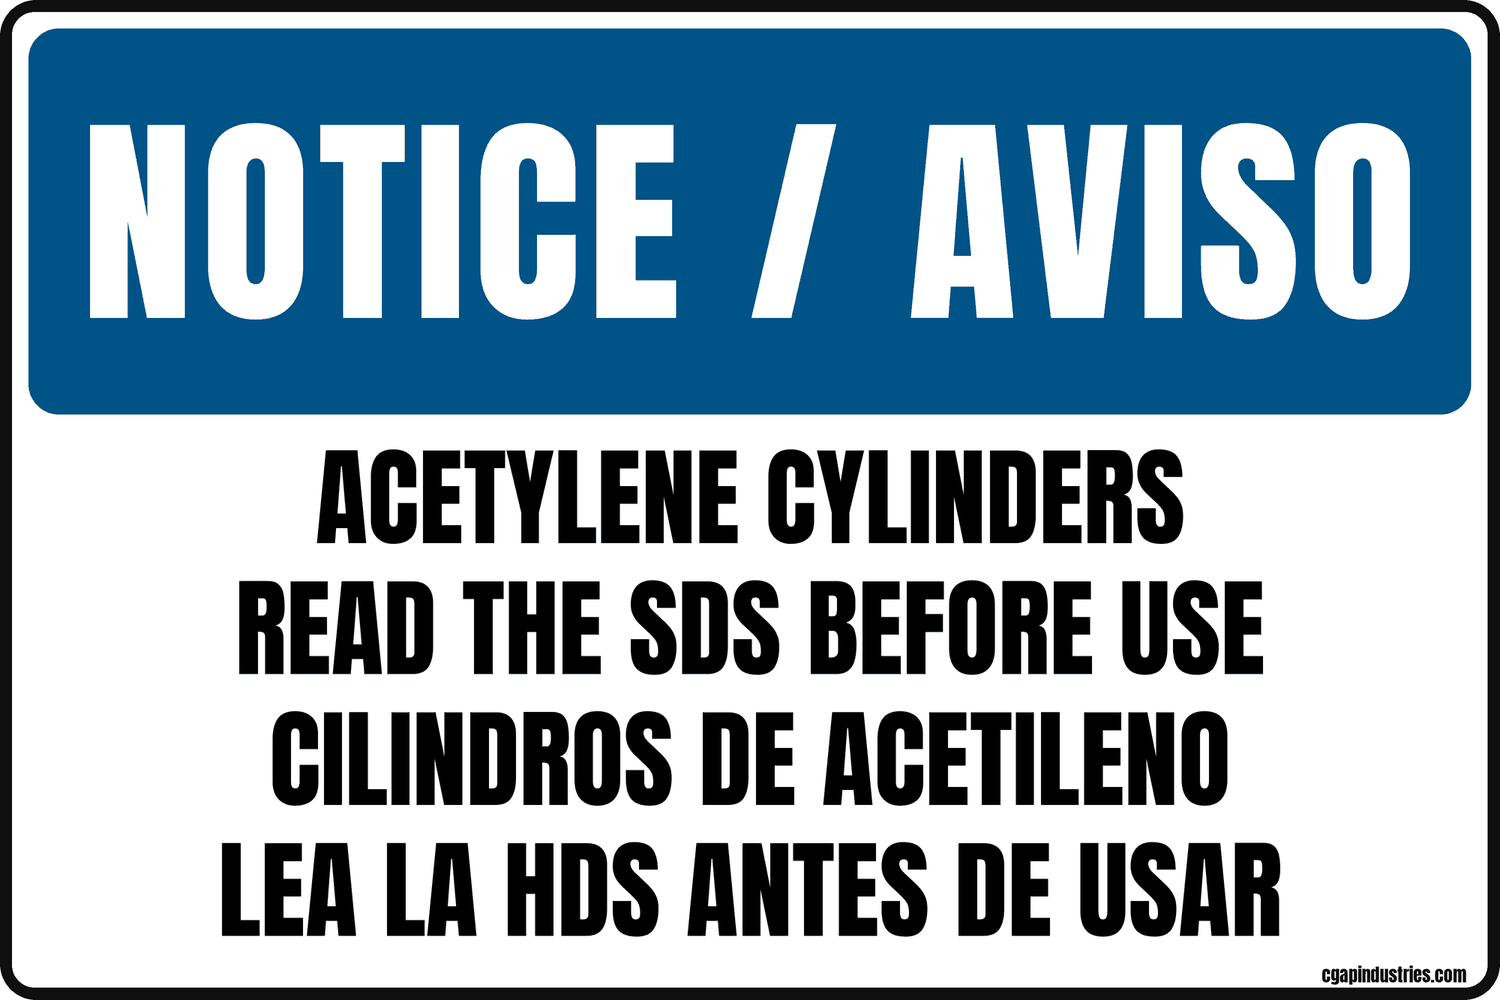 NOTICE / AVISO
ACETYLENE CYLINDERS
READ THE SDS BEFORE USE
CILINDROS DE ACETILENO
LEA LA HDS ANTES DE USAR
cgapindustries.com